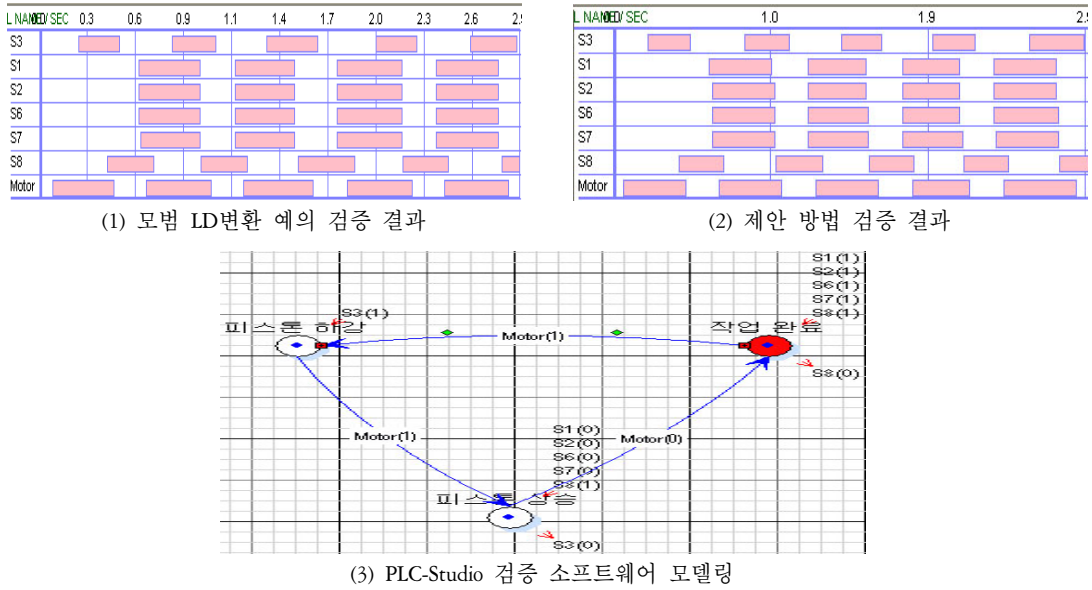 L NAME
0.0/ SEC 0.3 0.6 0.9 1.1 1.4 1.7 2.0 2.3 2.6
S3
S1
S2
S6
S7
S8
Motor
(1) 모범 LD변환 예의 검증 결과
/ SEC 1.0 1.9
S3
S1
S2
S6
S7
S8
Motor
(2) 제안 방법 검증 결과
S1(1)
S2(1)
S6(1)
S7(1)
S8(1)
S3(1)
피스톤 하강
작업 완료
Motor(1)
S8(0)
Motor(1)
S1(0)
S2(0)
S6(0)
S7(0)
S8(1)
Motor(0)
피스톤 상승
S3(0)
(3) PLC-Studio 검증 소프트웨어 모델링